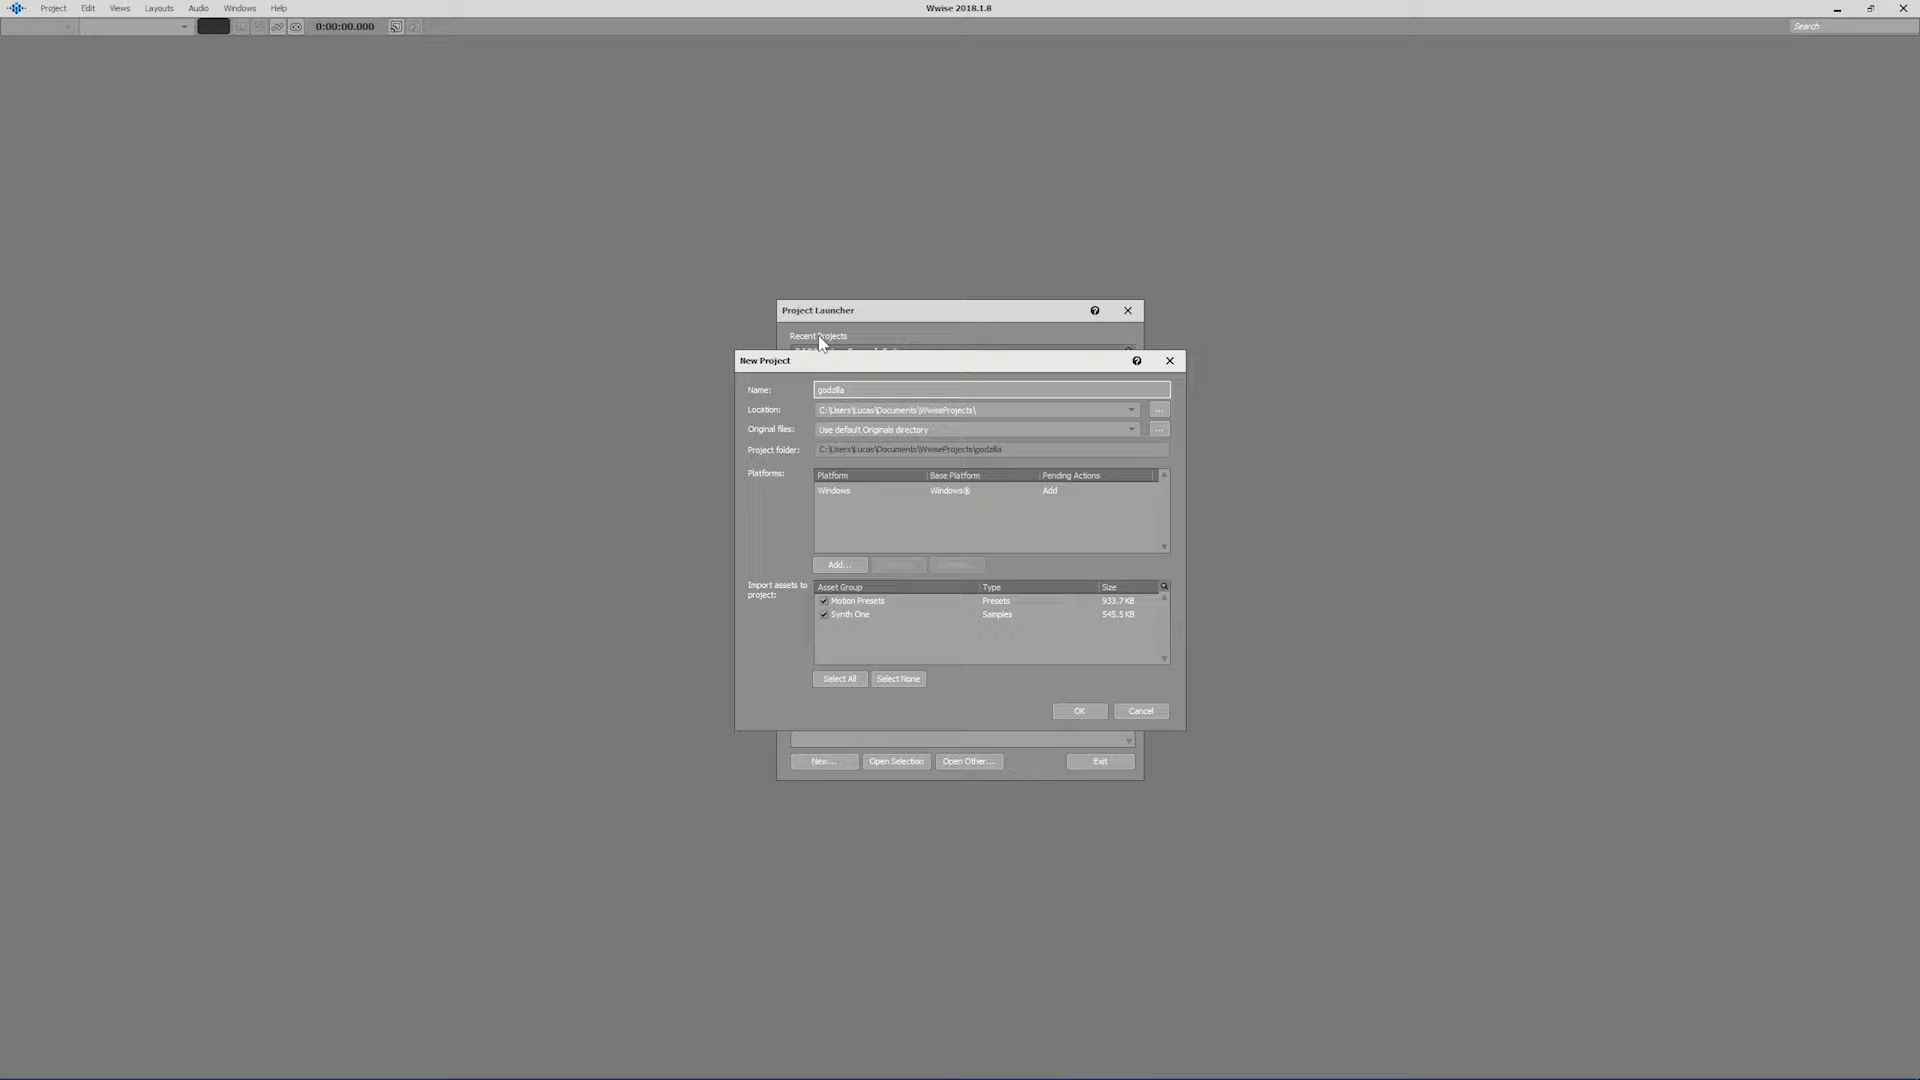 Project Edit Views Layouts Audio Windows Help
Wwise 2018.1.8
0:00:00.000
Search
Project Launcher
Recent Projects
New Project
Name: godzilla
Location: C:\Users\Lucas\Documents\WwiseProjects\ ...
Original files: Use default Originals directory ...
Project folder: C:\Users\Lucas\Documents\WwiseProjects\godzilla
Platforms: Platform Base Platform Pending Actions
Windows Windows® Add
Add...
Import assets to project:
Asset Group Type Size
Motion Presets Presets 933.7 KB
Synth One Samples 545.5 KB
Select All Select None
OK Cancel
New... Open Selection Open Other... Exit